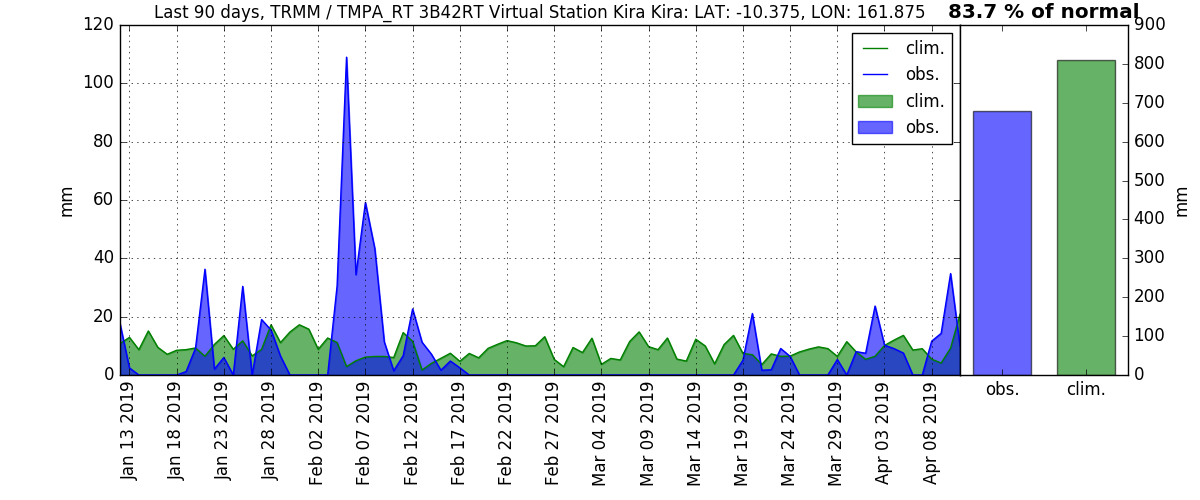 Last 90 days, TRMM / TMPA_RT 3B42RT Virtual Station Kira Kira: LAT: -10.375, LON: 161.875
83.7 % of normal
mm
120
100
80
60
40
20
0
clim.
obs.
clim.
obs.
900
800
700
600
500
400
300
200
100
0
mm
Jan 13 2019
Jan 18 2019
Jan 23 2019
Jan 28 2019
Feb 02 2019
Feb 07 2019
Feb 12 2019
Feb 17 2019
Feb 22 2019
Feb 27 2019
Mar 04 2019
Mar 09 2019
Mar 14 2019
Mar 19 2019
Mar 24 2019
Mar 29 2019
Apr 03 2019
Apr 08 2019
obs.
clim.